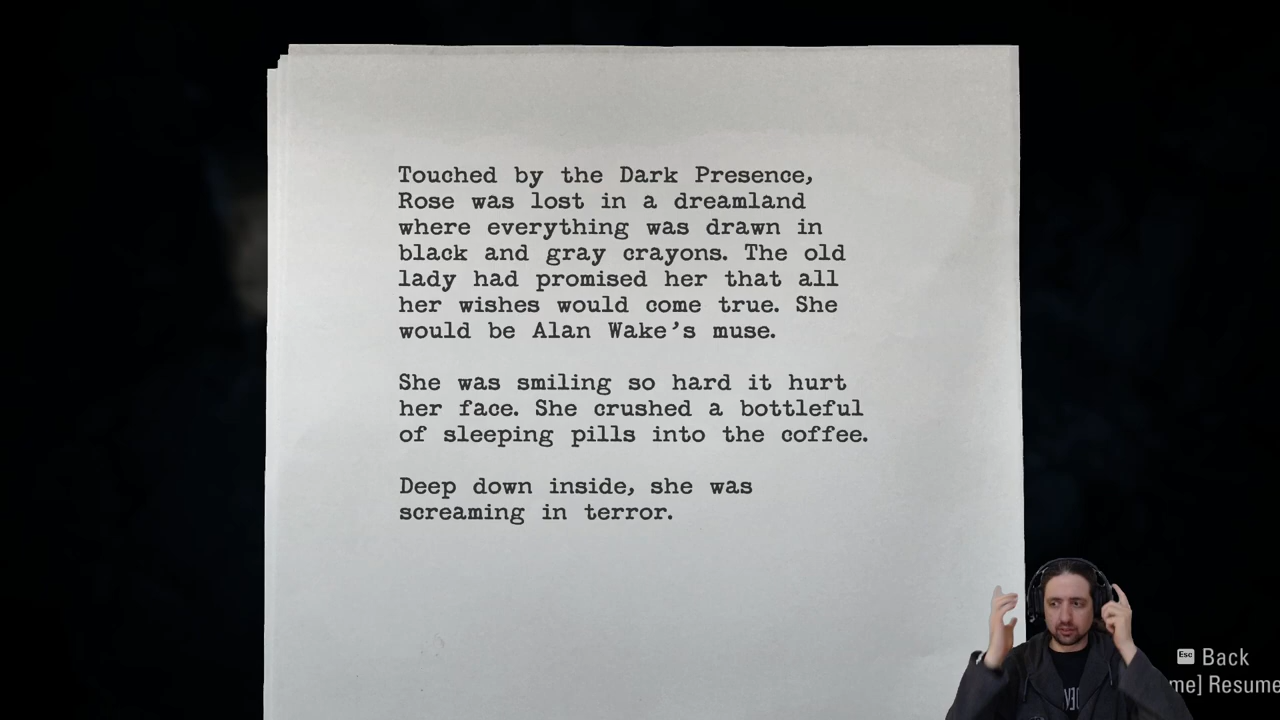 Touched by the Dark Presence,
Rose was lost in a dreamland
where everything was drawn in
black and gray crayons. The old
lady had promised her that all
her wishes would come true. She
would be Alan Wake's muse.
She was smiling so hard it hurt
her face. She crushed a bottleful
of sleeping pills into the coffee.
Deep down inside, she was
screaming in terror.
Esc Back
me] Resume